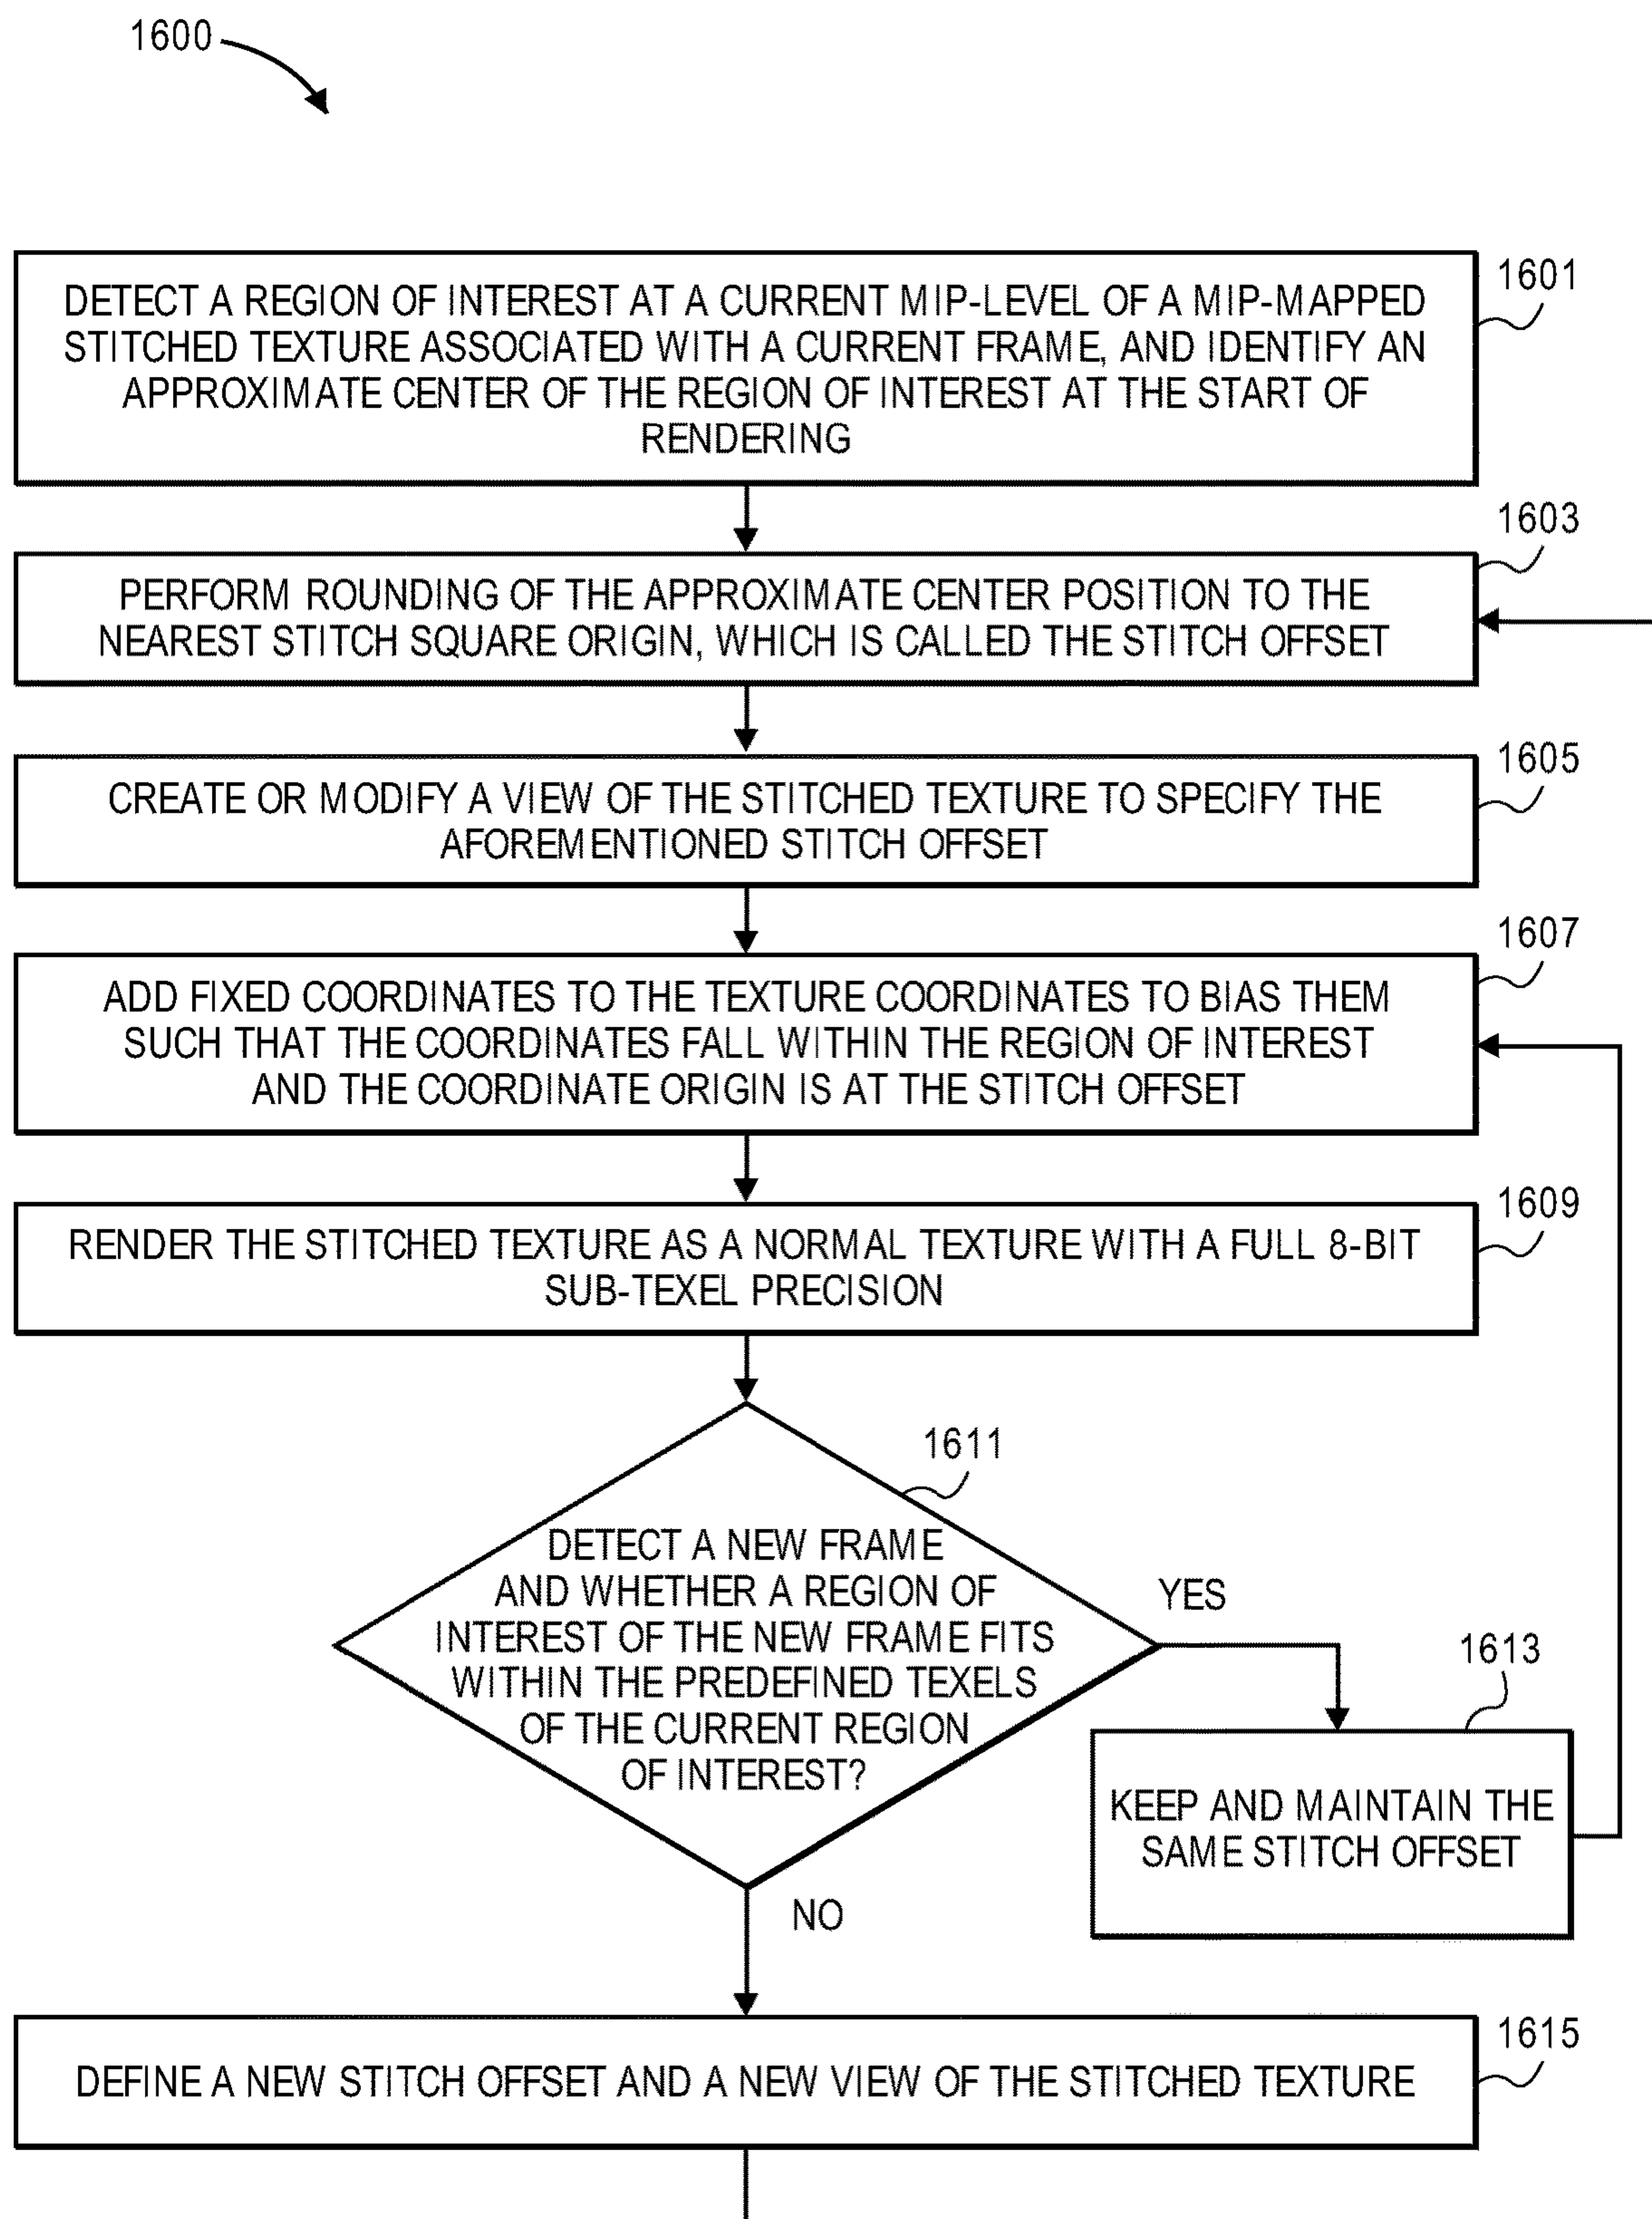 1600
1601
DETECT A REGION OF INTEREST AT A CURRENT MIP-LEVEL OF A MIP-MAPPED
STITCHED TEXTURE ASSOCIATED WITH A CURRENT FRAME, AND IDENTIFY AN
APPROXIMATE CENTER OF THE REGION OF INTEREST AT THE START OF
RENDERING
1603
PERFORM ROUNDING OF THE APPROXIMATE CENTER POSITION TO THE
NEAREST STITCH SQUARE ORIGIN, WHICH IS CALLED THE STITCH OFFSET
1605
CREATE OR MODIFY A VIEW OF THE STITCHED TEXTURE TO SPECIFY THE
AFOREMENTIONED STITCH OFFSET
1607
ADD FIXED COORDINATES TO THE TEXTURE COORDINATES TO BIAS THEM
SUCH THAT THE COORDINATES FALL WITHIN THE REGION OF INTEREST
AND THE COORDINATE ORIGIN IS AT THE STITCH OFFSET
1609
RENDER THE STITCHED TEXTURE AS A NORMAL TEXTURE WITH A FULL 8-BIT
SUB-TEXEL PRECISION
1611
DETECT A NEW FRAME
AND WHETHER A REGION OF
INTEREST OF THE NEW FRAME FITS
WITHIN THE PREDEFINED TEXELS
OF THE CURRENT REGION
OF INTEREST?
YES
1613
KEEP AND MAINTAIN THE
SAME STITCH OFFSET
NO
1615
DEFINE A NEW STITCH OFFSET AND A NEW VIEW OF THE STITCHED TEXTURE